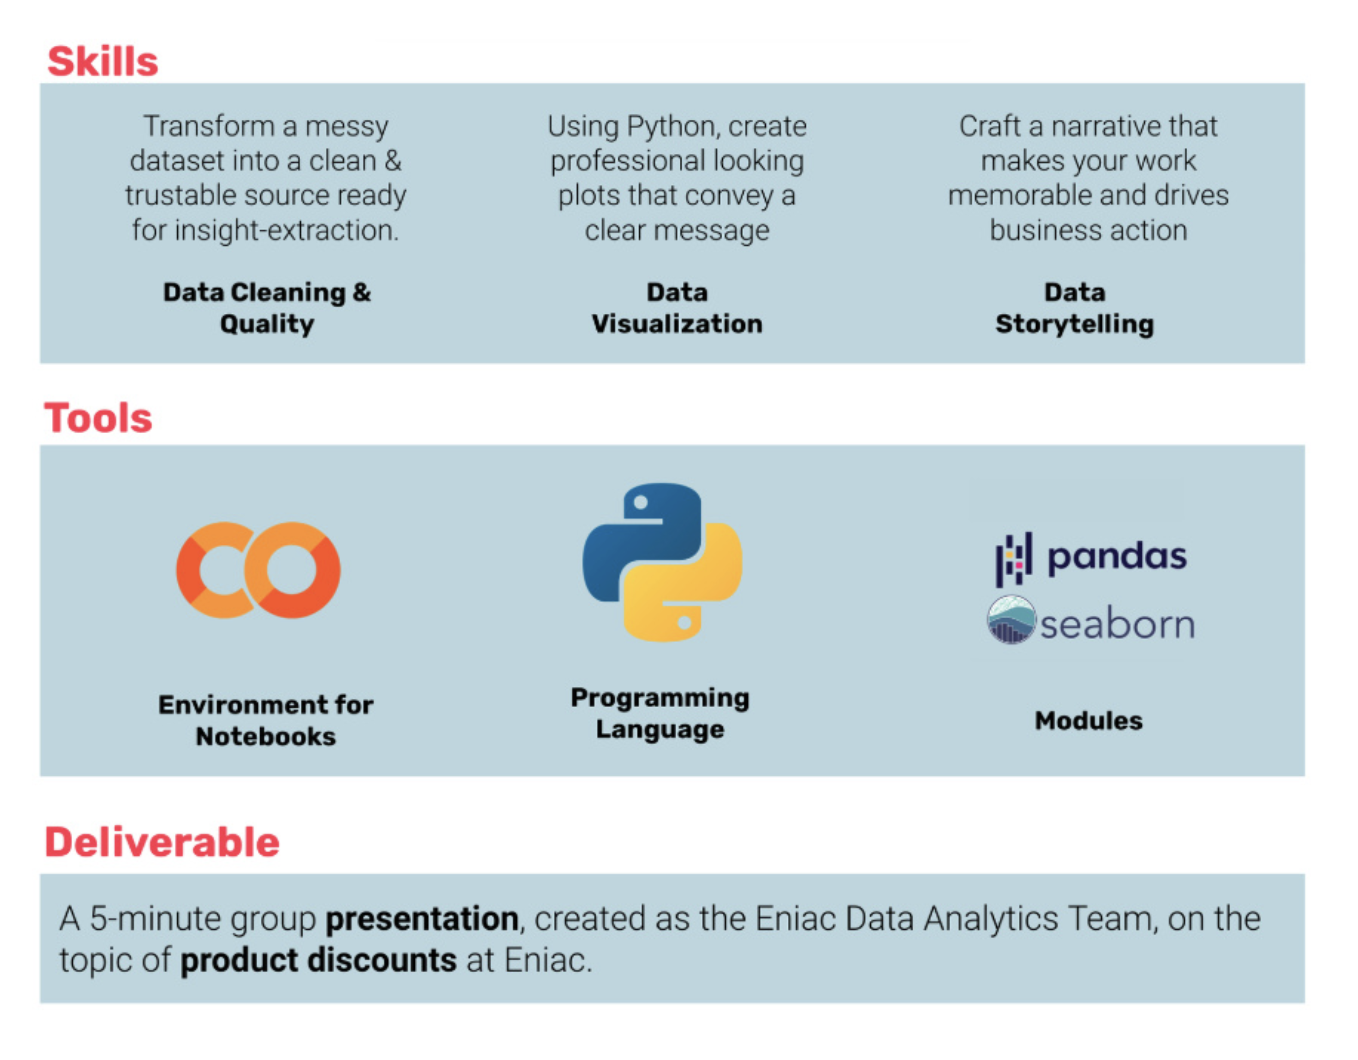 Skills
Transform a messy
dataset into a clean &
trustable source ready
for insight-extraction.
Data Cleaning &
Quality
Using Python, create
professional looking
plots that convey a
clear message
Data
Visualization
Craft a narrative that
makes your work
memorable and drives
business action
Data
Storytelling
Tools
Environment for
Notebooks
Programming
Language
pandas
seaborn
Modules
Deliverable
A 5-minute group presentation, created as the Eniac Data Analytics Team, on the
topic of product discounts at Eniac.